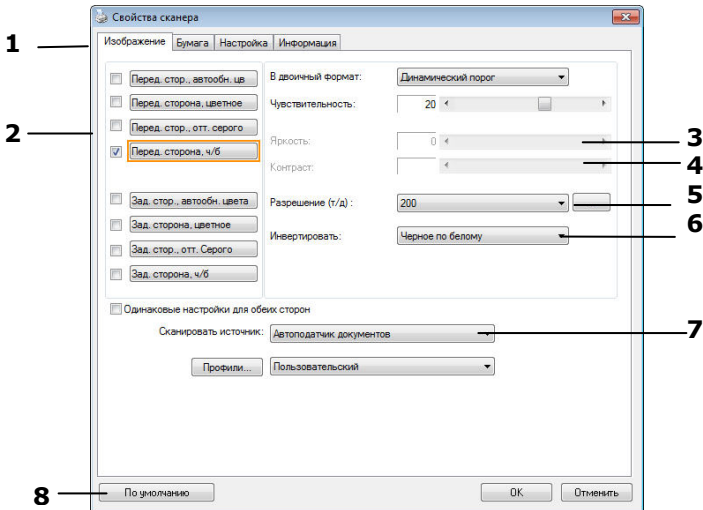 Свойства сканера
1
Изображение Бумага Настройка Информация
2
Перед. стор., автообн. цв
Перед. сторона, цветное
Перед. стор., отт. серого
Перед. сторона, ч/б
Зад. стор., автообн. цвета
Зад. сторона, цветное
Зад. стор., отт. Серого
Зад. сторона, ч/б
В двоичный формат: Динамический порог
Чувствительность: 20
Яркость: 0
3
Контраст:
4
Разрешение (т/д) : 200
5
Инвертировать: Черное по белому
6
Одинаковые настройки для обеих сторон
Сканировать источник: Автоподатчик документов
7
Профили... Пользовательский
8
По умолчанию OK Отменить